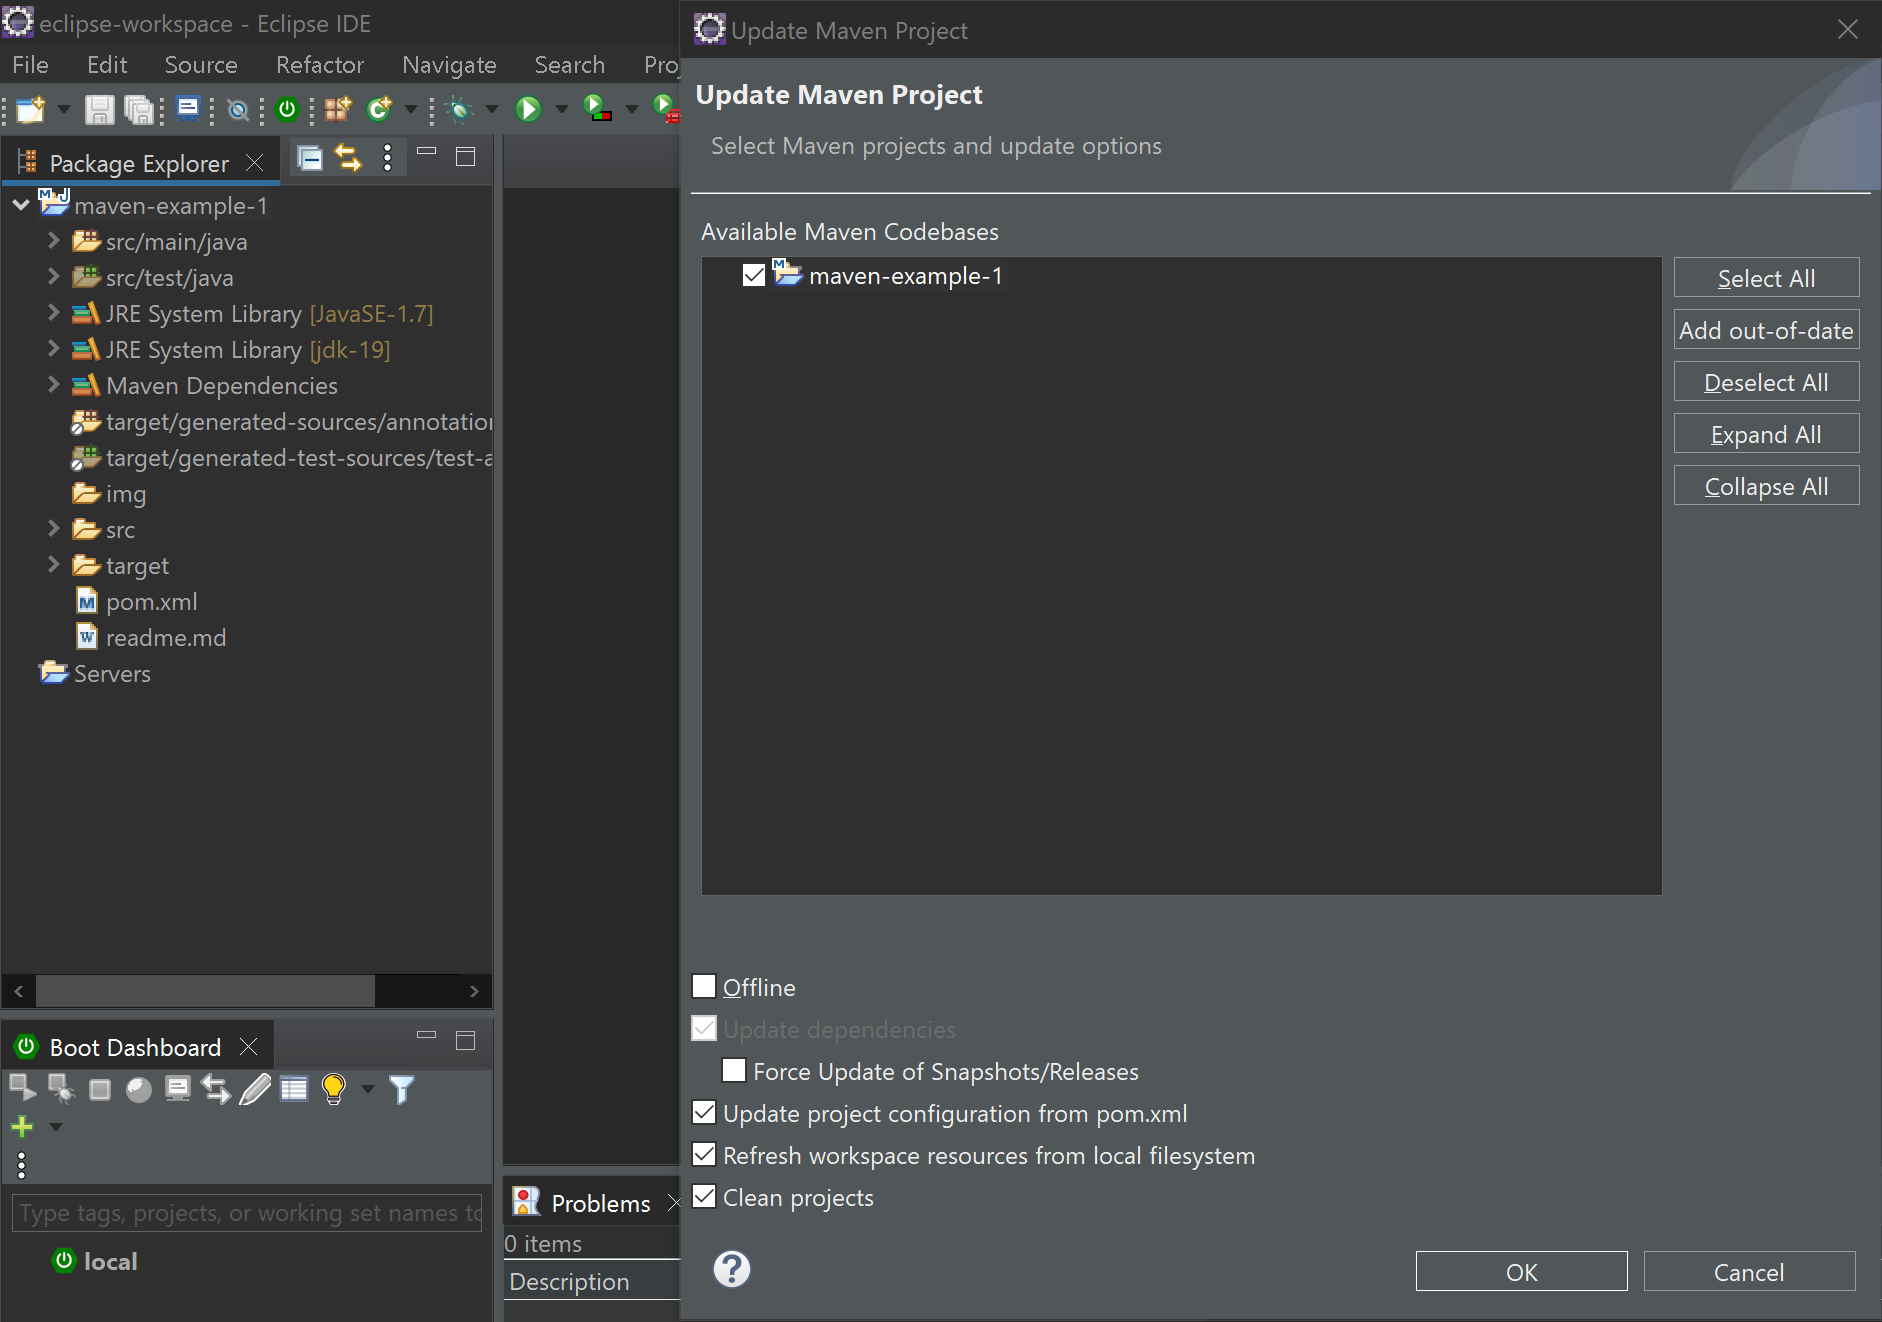 eclipse-workspace - Eclipse IDE
File Edit Source Refactor Navigate Search Proj
Package Explorer
maven-example-1
src/main/java
src/test/java
JRE System Library [JavaSE-1.7]
JRE System Library [jdk-19]
Maven Dependencies
target/generated-sources/annotation
target/generated-test-sources/test-a
img
src
target
pom.xml
readme.md
Servers
Boot Dashboard
Type tags, projects, or working set names to
local
Problems
0 items
Description
Update Maven Project
Update Maven Project
Select Maven projects and update options
Available Maven Codebases
maven-example-1
Select All
Add out-of-date
Deselect All
Expand All
Collapse All
Offline
Update dependencies
Force Update of Snapshots/Releases
Update project configuration from pom.xml
Refresh workspace resources from local filesystem
Clean projects
OK
Cancel